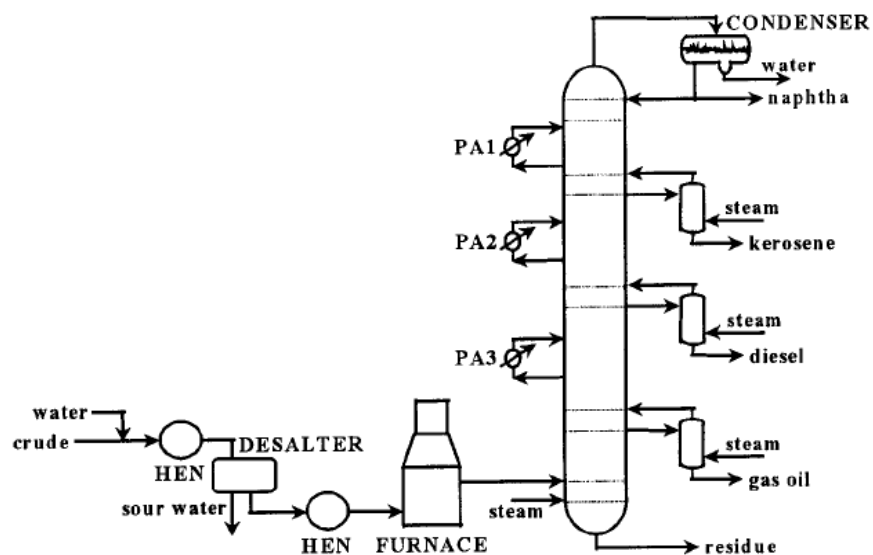 CONDENSER
water
naphtha
PA1
steam
kerosene
PA2
steam
diesel
PA3
water
crude
HEN
DESALTER
steam
gas oil
sour water
HEN
FURNACE
steam
residue